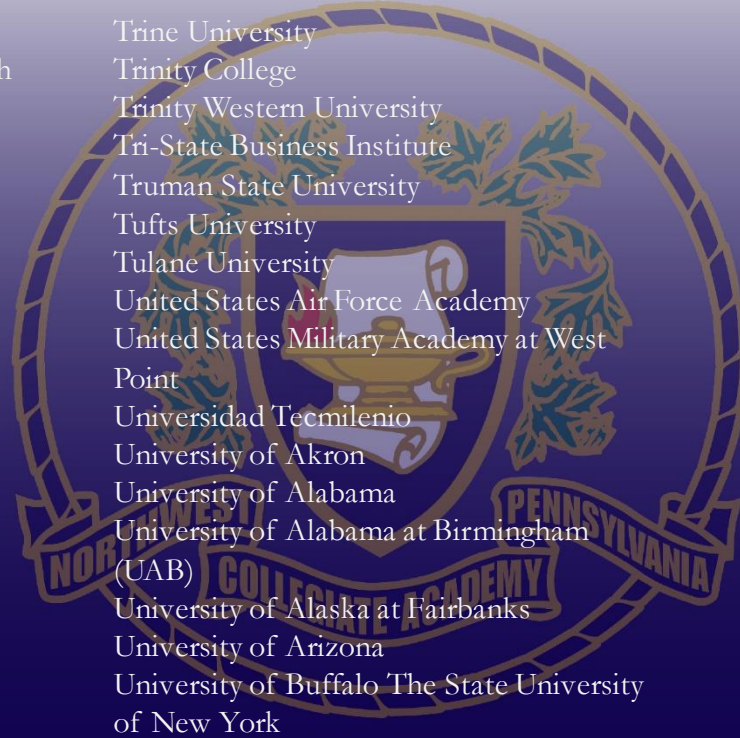 Trine University
h
Trinity College
Trinity Western University
Tri-State Business Institute
Truman State University
Tufts University
Tulane University
United States Air Force Academy
United States Military Academy at West
Point
Universidad Tecmilenio
University of Akron
University of Alabama
University of Alabama at Birmingham
(UAB)
University of Alaska at Fairbanks
University of Arizona
University of Buffalo The State University
of New York
NORTHWEST
PENNSYLVANIA
COLLEGIATE ACADEMY